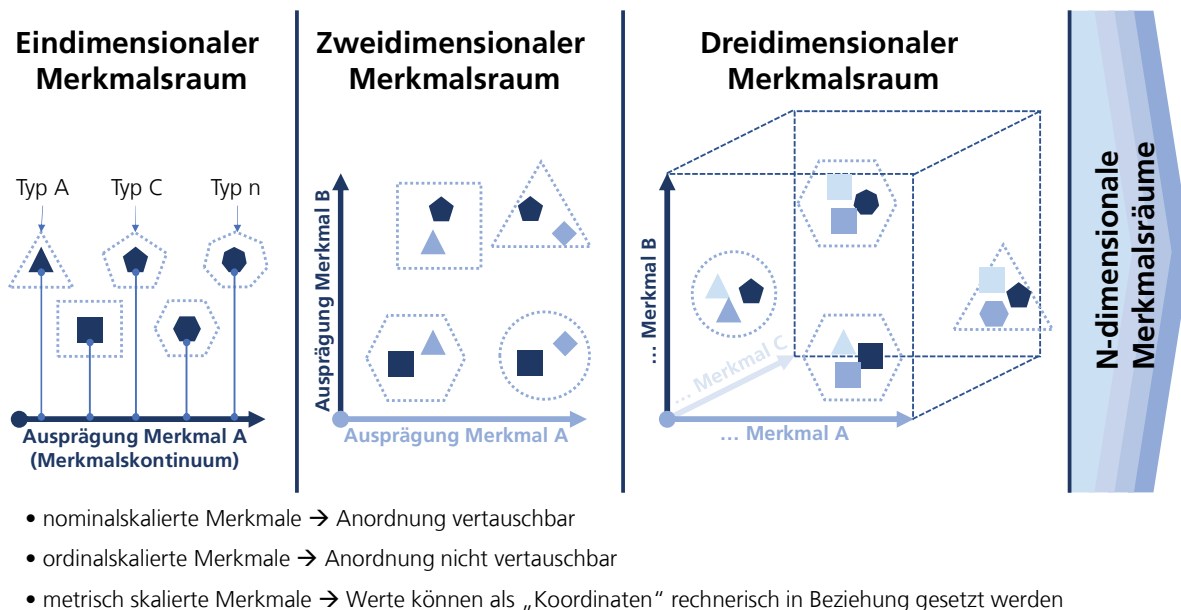 Eindimensionaler
Merkmalsraum
Typ A
Typ C
Typ n
Ausprägung Merkmal A
(Merkmalskontinuum)
Zweidimensionaler
Merkmalsraum
Ausprägung Merkmal B
Ausprägung Merkmal A
Dreidimensionaler
Merkmalsraum
... Merkmal B
... Merkmal C
... Merkmal A
N-dimensionale
Merkmalsräume
• nominalskalierte Merkmale → Anordnung vertauschbar
• ordinalskalierte Merkmale → Anordnung nicht vertauschbar
• metrisch skalierte Merkmale → Werte können als „Koordinaten“ rechnerisch in Beziehung gesetzt werden